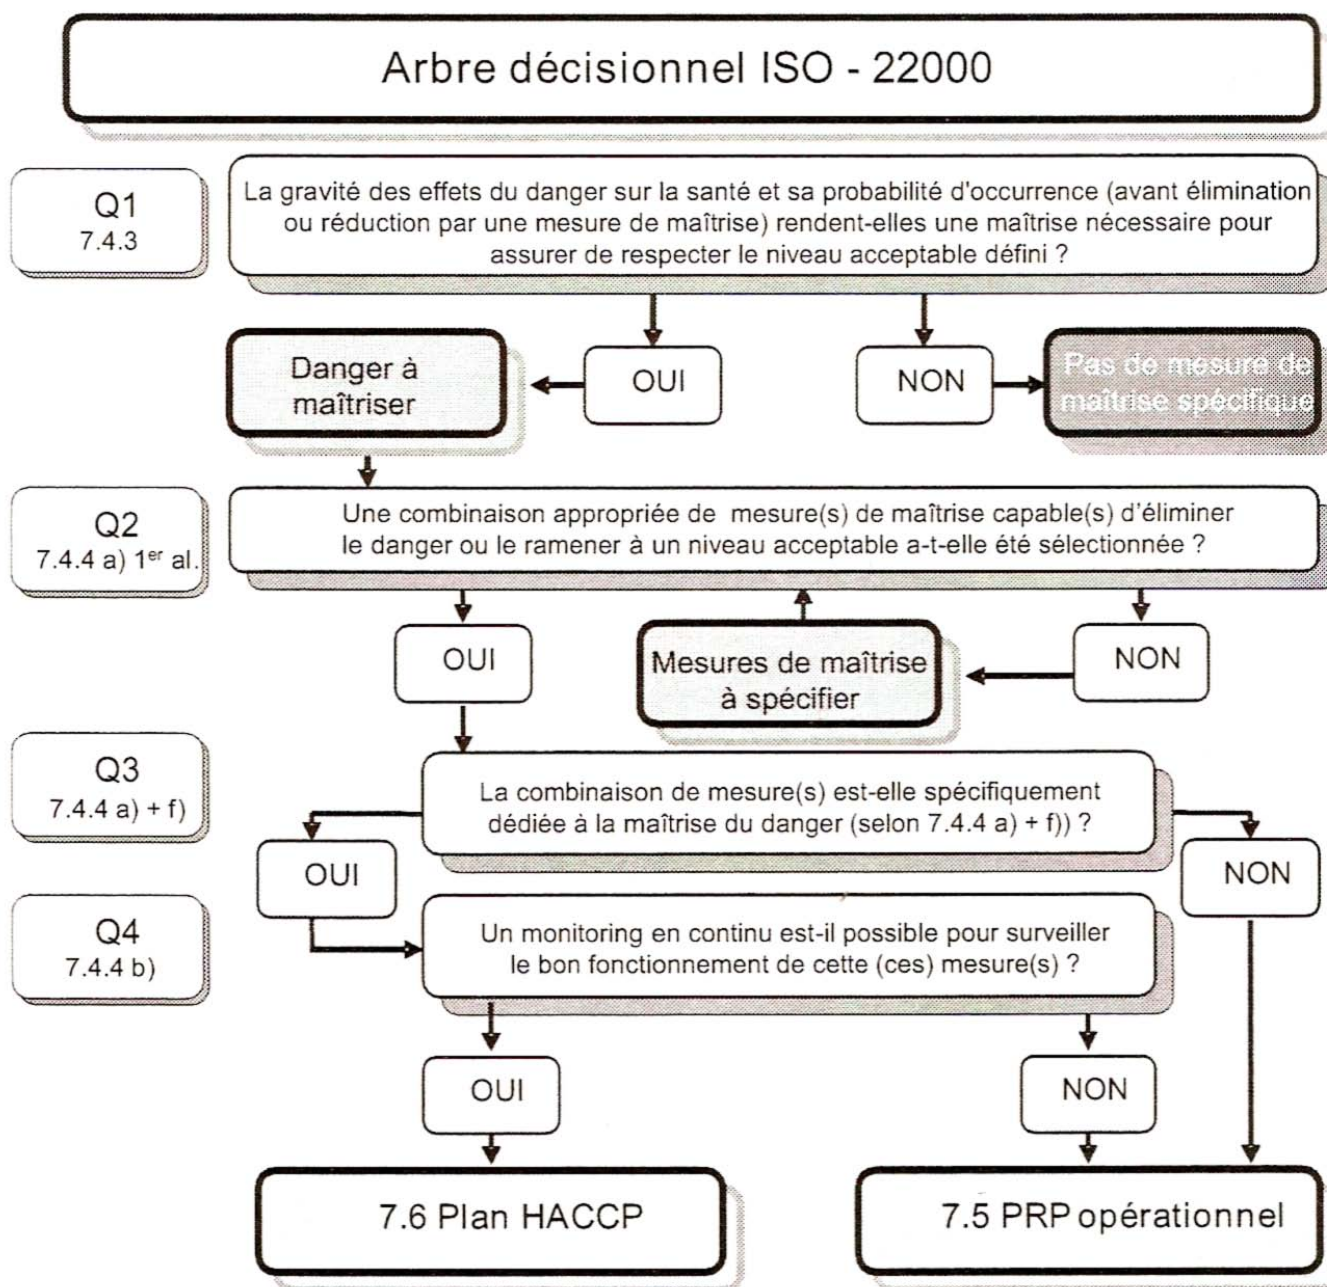 Arbre décisionnel ISO - 22000
Q1
7.4.3
La gravité des effets du danger sur la santé et sa probabilité d'occurrence (avant élimination
ou réduction par une mesure de maîtrise) rendent-elles une maîtrise nécessaire pour
assurer de respecter le niveau acceptable défini ?
Danger à
maîtriser
OUI
NON
Pas de mesure de
maîtrise spécifique
Q2
7.4.4 a) 1er al.
Une combinaison appropriée de mesure(s) de maîtrise capable(s) d'éliminer
le danger ou le ramener à un niveau acceptable a-t-elle été sélectionnée ?
OUI
Mesures de maîtrise
à spécifier
NON
Q3
7.4.4 a) + f)
La combinaison de mesure(s) est-elle spécifiquement
dédiée à la maîtrise du danger (selon 7.4.4 a) + f)) ?
OUI
NON
Q4
7.4.4 b)
Un monitoring en continu est-il possible pour surveiller
le bon fonctionnement de cette (ces) mesure(s) ?
OUI
NON
7.6 Plan HACCP
7.5 PRP opérationnel